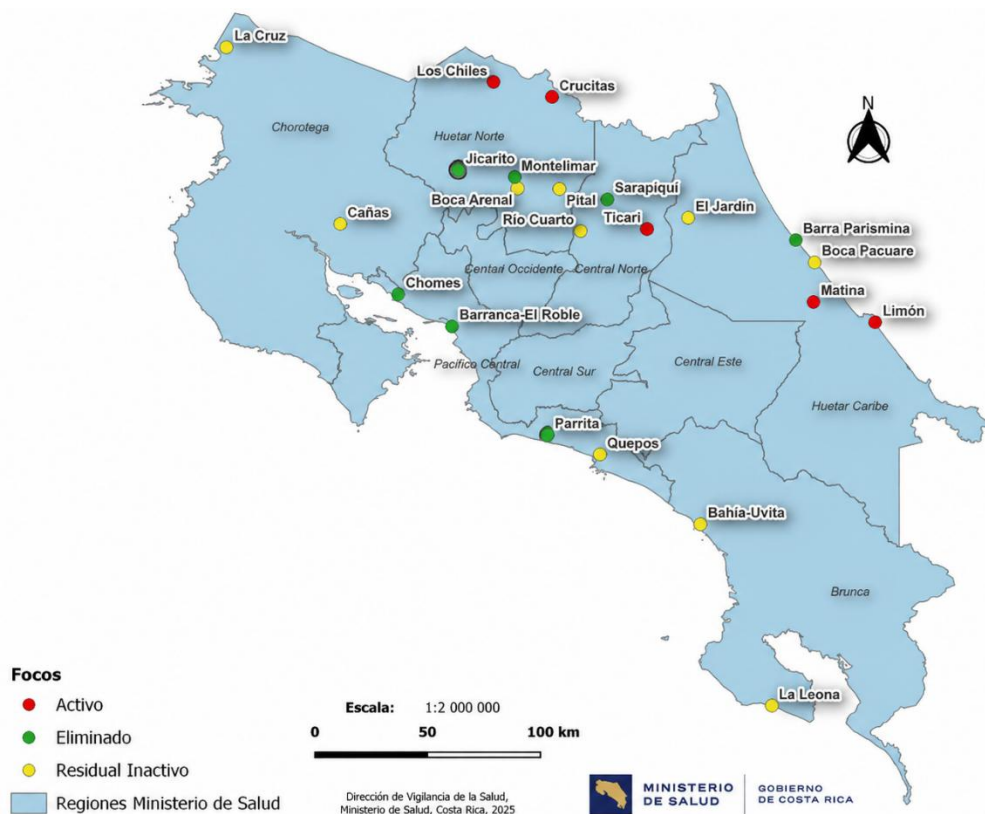 La Cruz
Los Chiles
Crucitas
N
Chorotega
Huetar Norte
Jicarito
Montelimar
Boca Arenal
Pital
Sarapíquí
Cañas
Río Cuarto
Ticari
El Jardín
Barra Parismina
Boca Pacuare
Chomes
Centarl Occidente
Central Norte
Matina
Limón
Barranca-El Roble
Pacífico Central
Central Sur
Central Este
Huetar Caribe
Parrita
Quepos
Bahía-Uvita
Brunca
La Leona
Focos
Activo
Eliminado
Residual Inactivo
Regiones Ministerio de Salud
Escala: 1:2 000 000
0 50 100 km
Dirección de Vigilancia de la Salud,
Ministerio de Salud, Costa Rica, 2025
MINISTERIO
DE SALUD
GOBIERNO
DE COSTA RICA